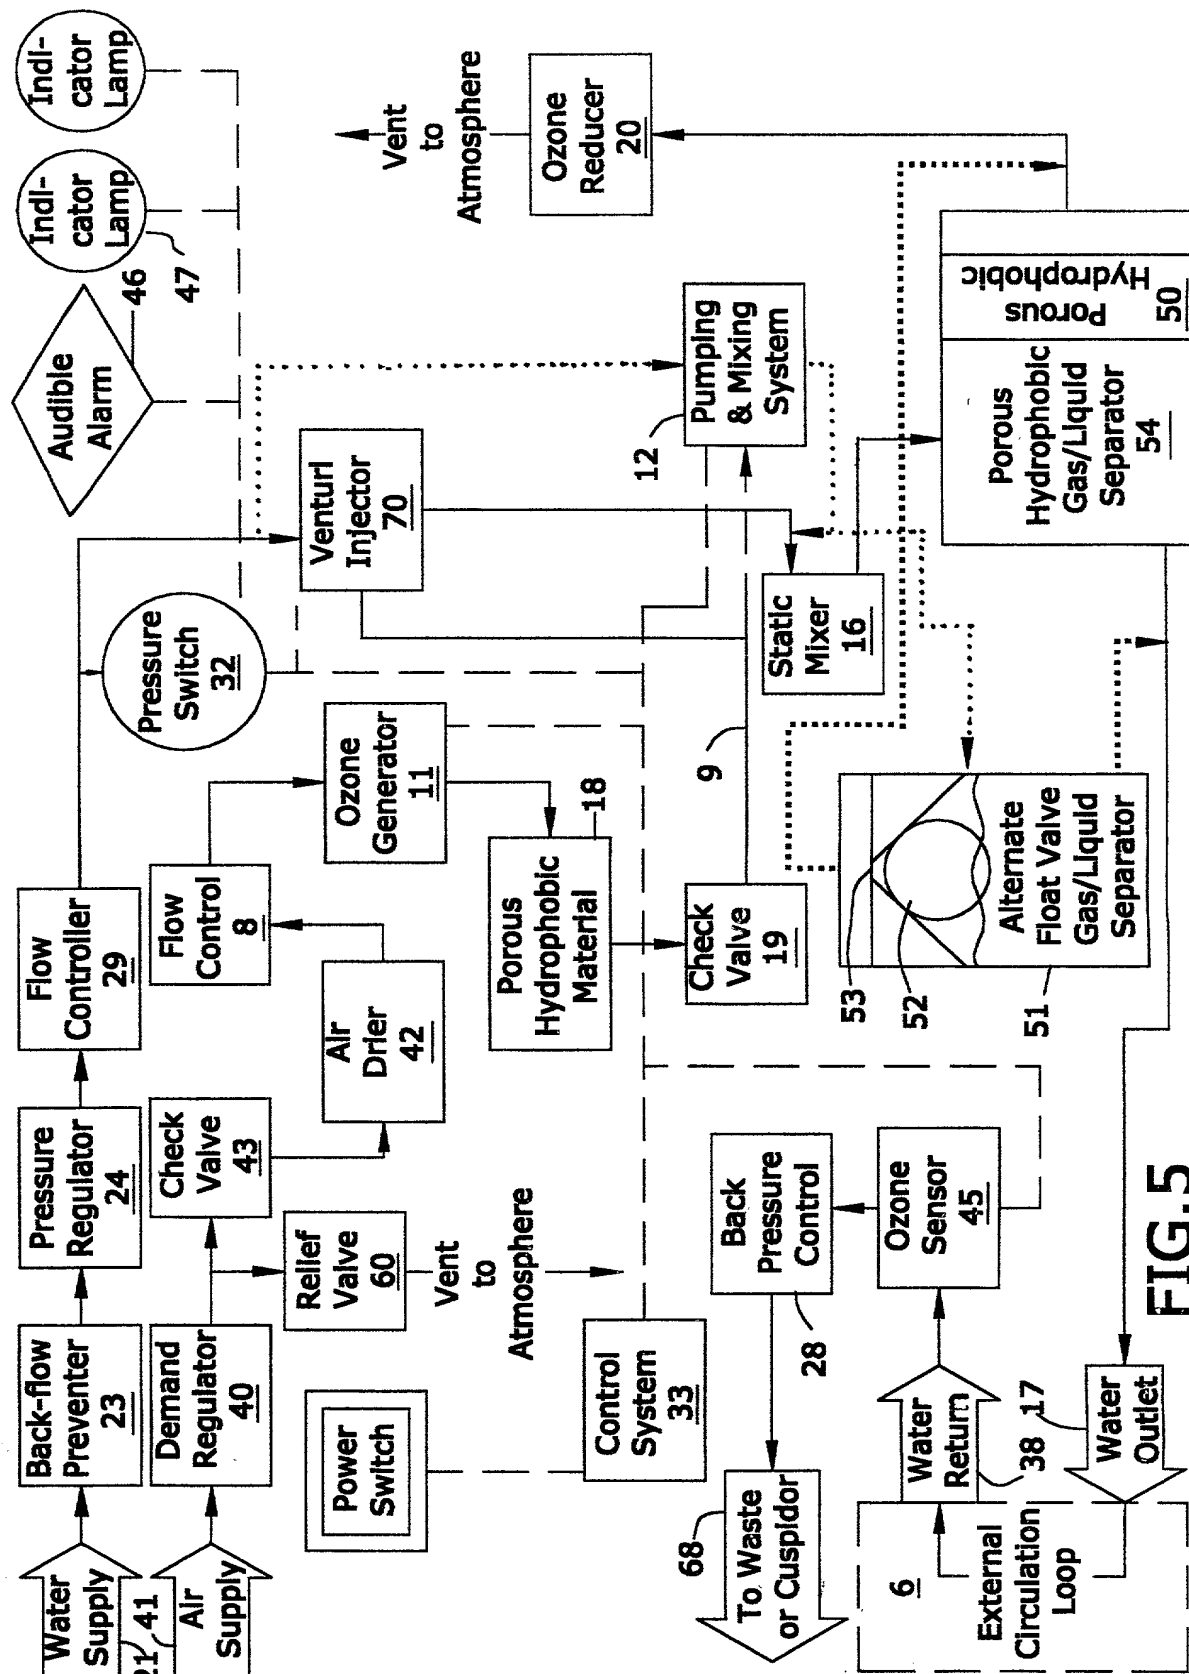 Water
Supply
21
41
Air
Supply
Back-flow
Preventer
23
Demand
Regulator
40
Pressure
Regulator
24
Check
Valve
43
Relief
Valve
60
Vent
to
Atmosphere
Flow
Controller
29
Flow
Control
8
Air
Drier
42
Pressure
Switch
32
Ozone
Generator
11
Porous
Hydrophobic
Material
18
Check
Valve
19
9
Venturi
Injector
70
Audible
Alarm
46
Indi-
cator
Lamp
47
Indi-
cator
Lamp
Pumping
& Mixing
System
12
Static
Mixer
16
Vent
to
Atmosphere
Ozone
Reducer
20
Porous
Hydrophobic
50
Porous
Hydrophobic
Gas/Liquid
Separator
54
53
52
51
Alternate
Float Valve
Gas/Liquid
Separator
Power
Switch
Control
System
33
Back
Pressure
Control
28
Ozone
Sensor
45
68
To Waste
or Cuspidor
Water
Return
38
17
Water
Outlet
6
External
Circulation
Loop
FIG.5